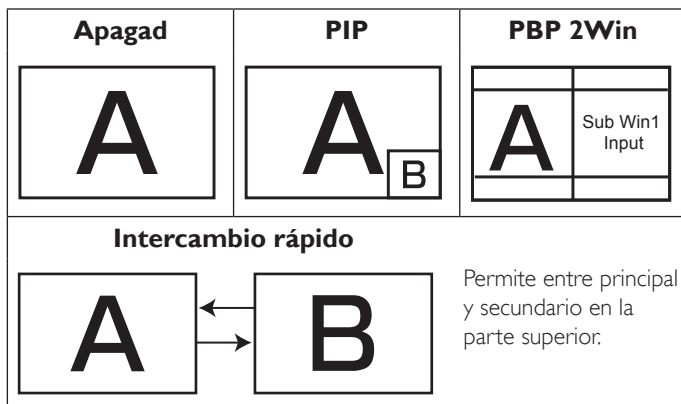 Apagad
PIP
PBP 2Win
A
A
B
A
Sub Win1
Input
Intercambio rápido
A
B
Permite entre principal
y secundario en la
parte superior.